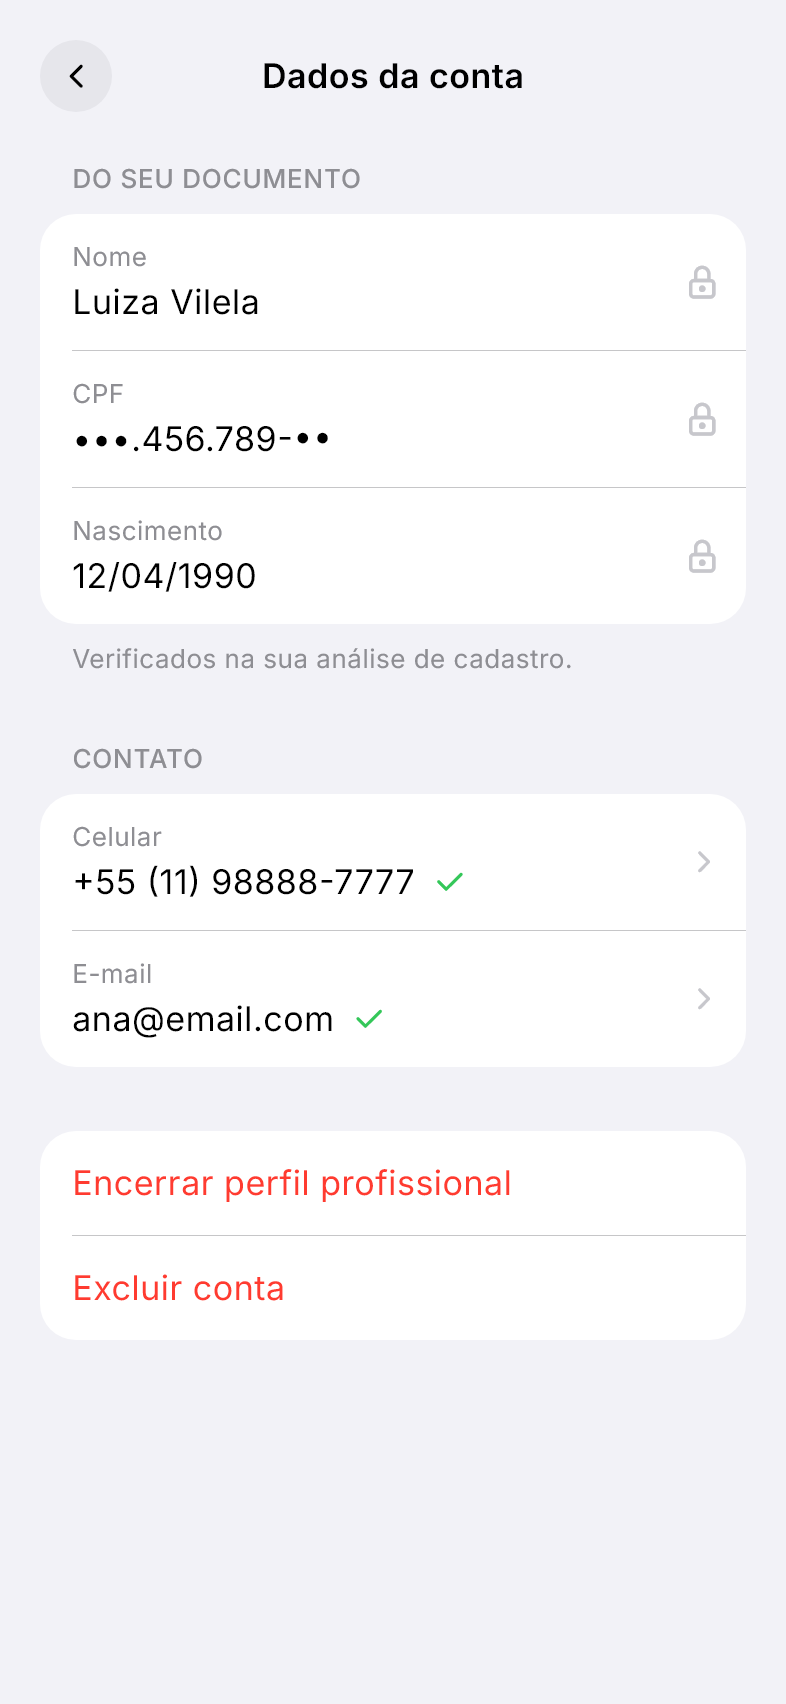 Dados da conta
DO SEU DOCUMENTO
Nome
Luiza Vilela
CPF
•••.456.789-••
Nascimento
12/04/1990
Verificados na sua análise de cadastro.
CONTATO
Celular
+55 (11) 98888-7777
E-mail
ana@email.com
Encerrar perfil profissional
Excluir conta